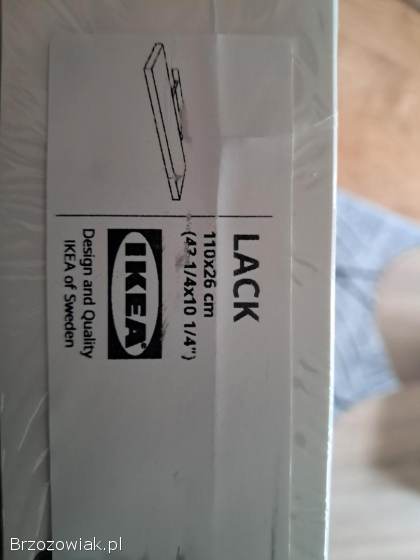 LACK
110x26 cm
(43 1/4x10 1/4")
IKEA®
Design and Quality
IKEA of Sweden
Brzozowiak.pl